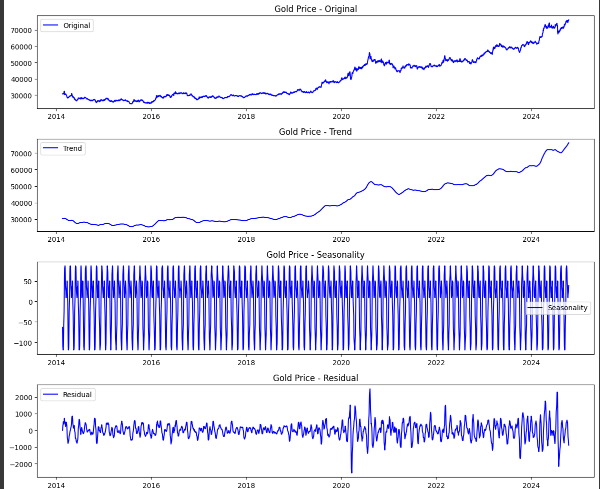 Gold Price - Original
Original
70000
60000
50000
40000
30000
2014 2016 2018 2020 2022 2024
Gold Price - Trend
Trend
70000
60000
50000
40000
30000
2014 2016 2018 2020 2022 2024
Gold Price - Seasonality
50
0
Seasonality
−50
−100
2014 2016 2018 2020 2022 2024
Gold Price - Residual
Residual
2000
1000
0
−1000
−2000
2014 2016 2018 2020 2022 2024